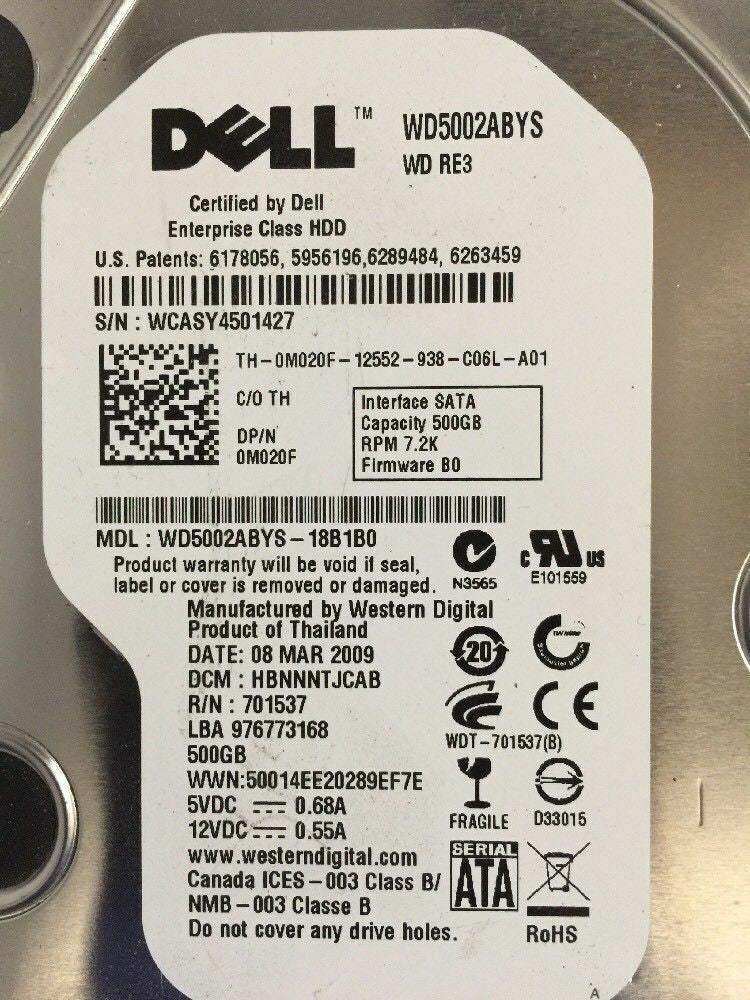 DELL™
WD5002ABYS
WD RE3
Certified by Dell
Enterprise Class HDD
U.S. Patents: 6178056, 5956196,6289484, 6263459
S/N : WCASY4501427
TH-0M020F-12552-938-C06L-A01
C/O TH
DP/N
0M020F
Interface SATA
Capacity 500GB
RPM 7.2K
Firmware B0
MDL : WD5002ABYS-18B1B0
Product warranty will be void if seal,
label or cover is removed or damaged.
N3565
c RU US
E101559
Manufactured by Western Digital
Product of Thailand
DATE: 08 MAR 2009
DCM : HBNNNTJCAB
R/N : 701537
LBA 976773168
500GB
WWN:50014EE20289EF7E
5VDC 0.68A
12VDC 0.55A
www.westerndigital.com
Canada ICES-003 Class B/
NMB-003 Classe B
Do not cover any drive holes.
20
CE
WDT-701537(B)
FRAGILE
D33015
SERIAL
ATA
RoHS
A